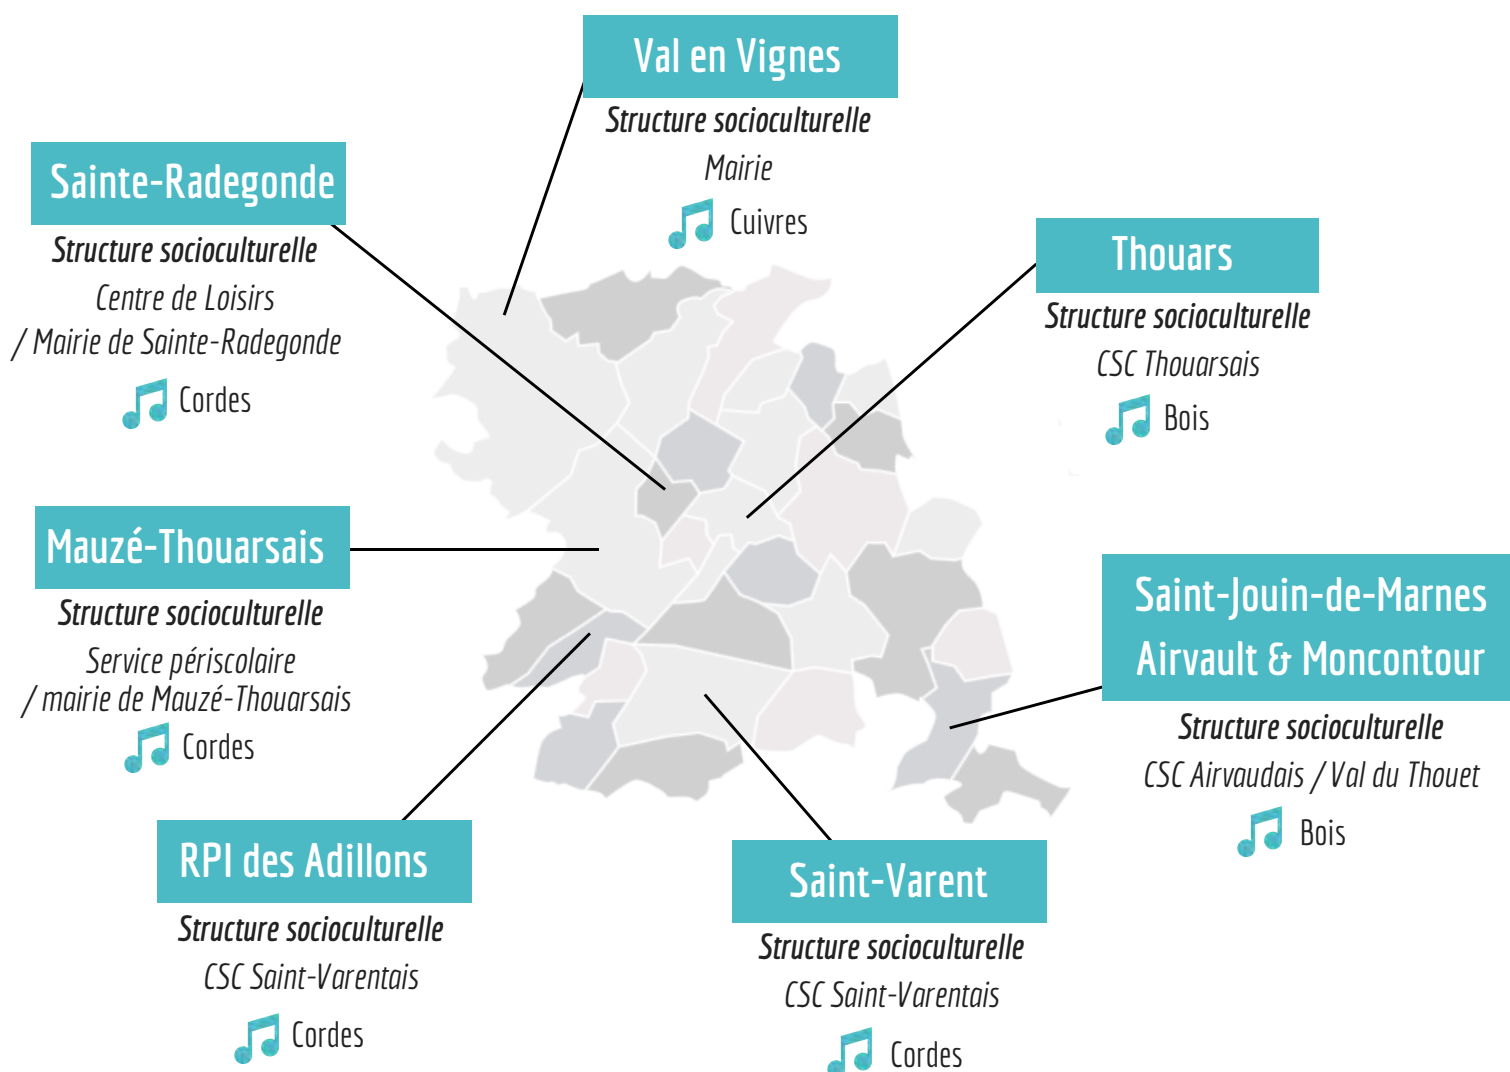 Val en Vignes
Structure socioculturelle
Mairie
Cuivres
Sainte-Radegonde
Structure socioculturelle
Centre de Loisirs
/ Mairie de Sainte-Radegonde
Cordes
Thouars
Structure socioculturelle
CSC Thouarsais
Bois
Mauzé-Thouarsais
Structure socioculturelle
Service périscolaire
/ mairie de Mauzé-Thouarsais
Cordes
Saint-Jouin-de-Marnes
Airvault & Moncontour
Structure socioculturelle
CSC Airvaudais / Val du Thouet
Bois
RPI des Adillons
Structure socioculturelle
CSC Saint-Varentais
Cordes
Saint-Varent
Structure socioculturelle
CSC Saint-Varentais
Cordes